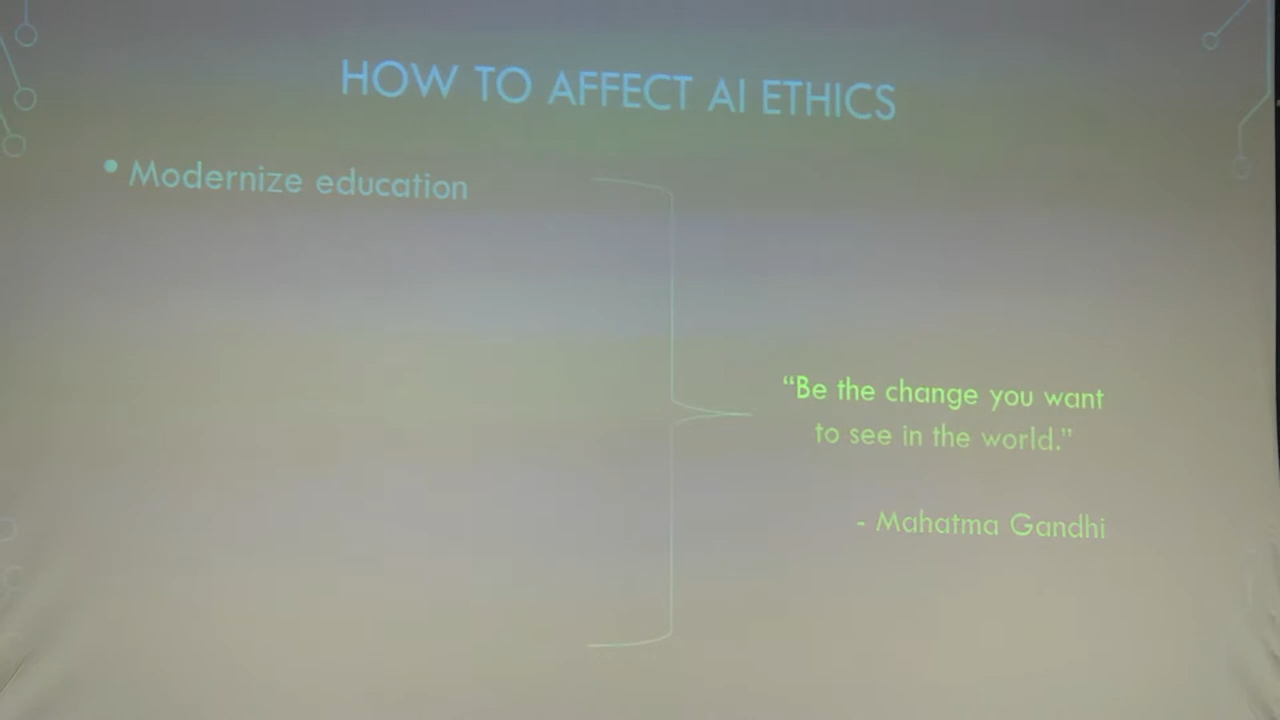 HOW TO AFFECT AI ETHICS
• Modernize education
“Be the change you want
to see in the world.”
- Mahatma Gandhi